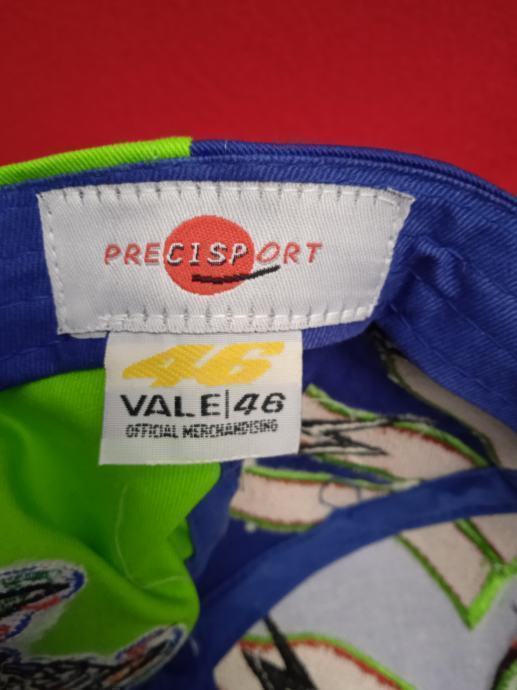 PRECISPORT
46
VALE|46
OFFICIAL MERCHANDISING